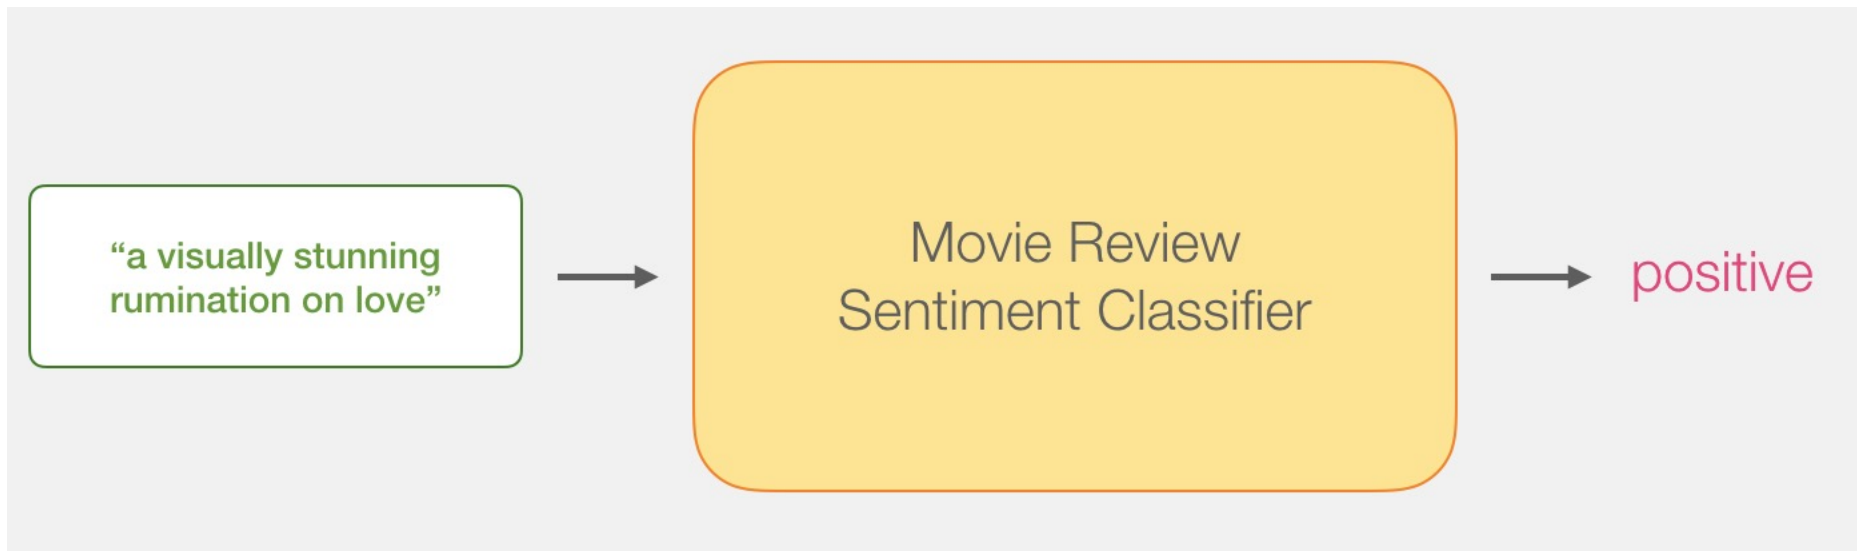 “a visually stunning
rumination on love”
Movie Review
Sentiment Classifier
positive